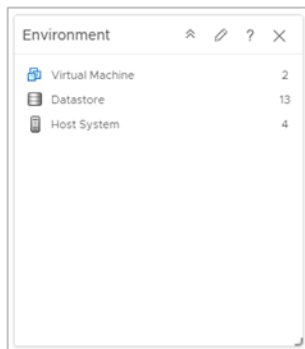 Environment ?
Virtual Machine 2
Datastore 13
Host System 4